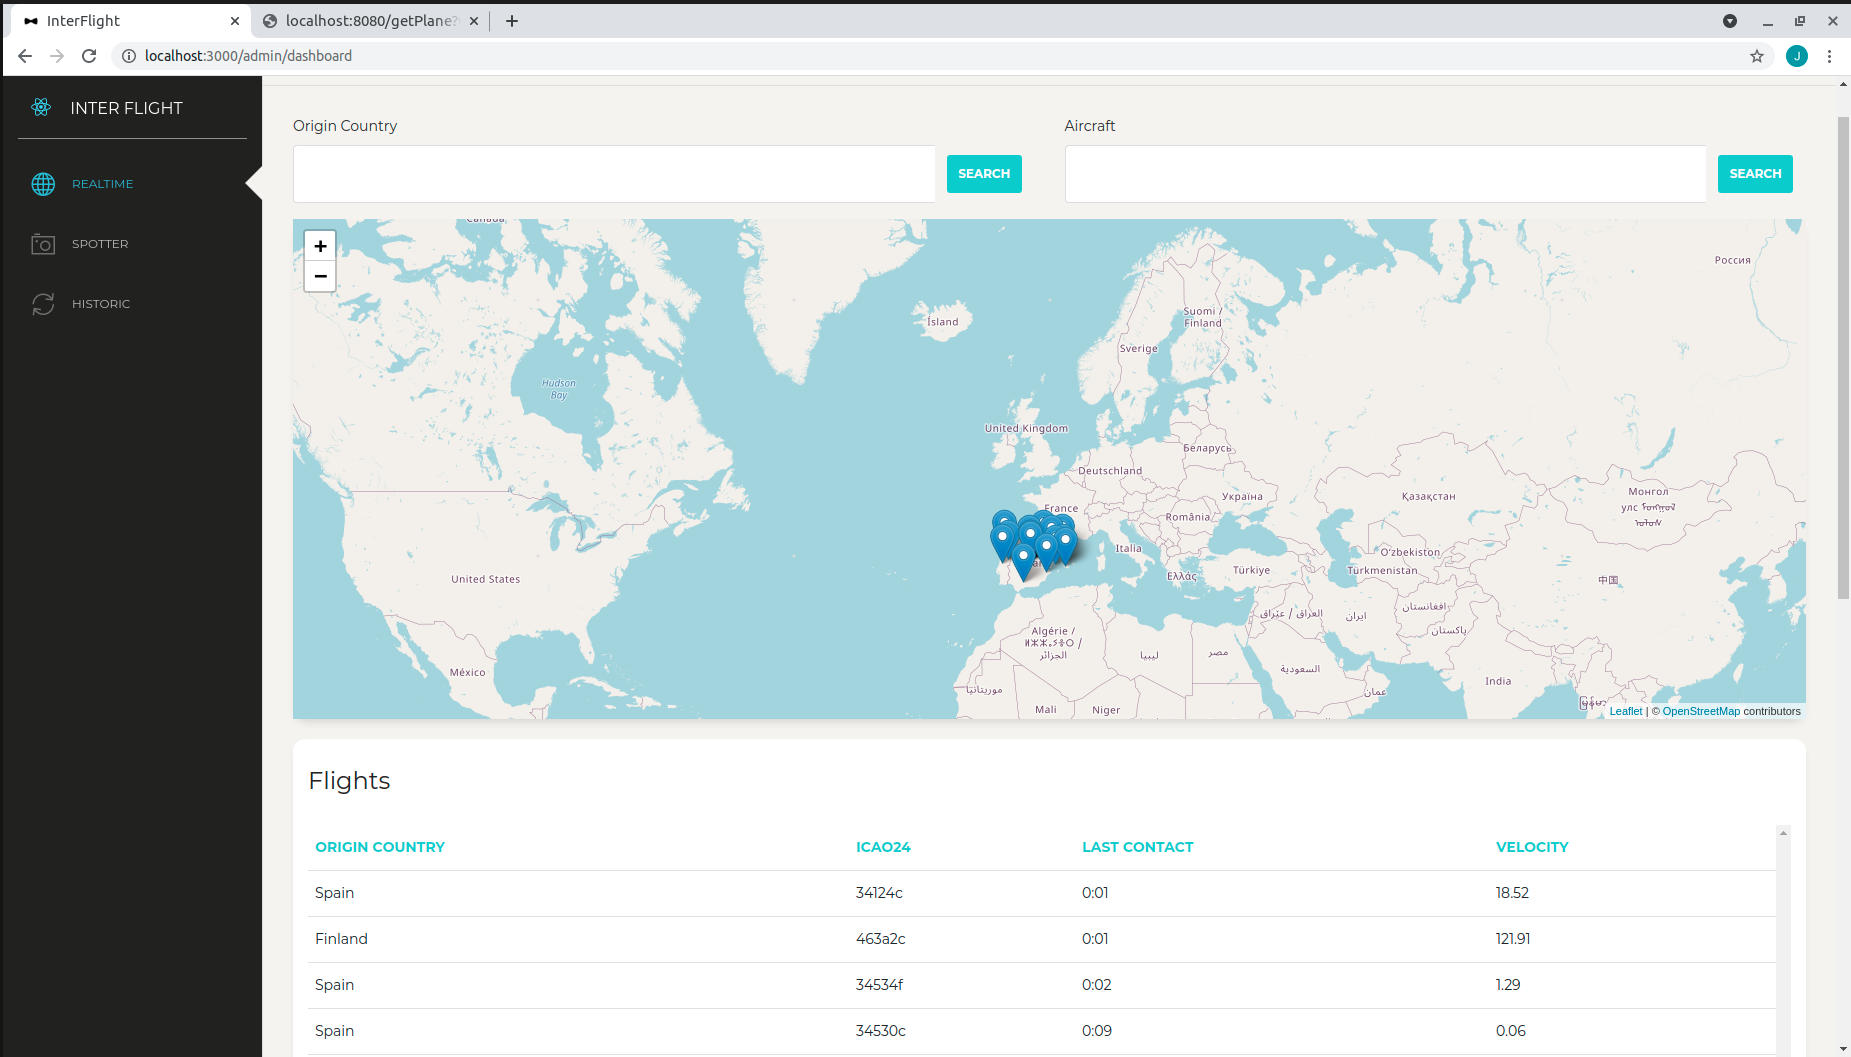 InterFlight
localhost:8080/getPlane?
localhost:3000/admin/dashboard
J
INTER FLIGHT
REALTIME
SPOTTER
HISTORIC
Origin Country
SEARCH
Aircraft
SEARCH
+
−
Canada
Россия
Ísland
Suomi /
Finland
Sverige
Hudson
Bay
United Kingdom
Беларусь
Deutschland
Україна
Қазақстан
Монгол
улс
France
România
Italia
O'zbekiston
Türkmenistan
Türkiye
Ελλάς
United States
中国
افغانستان
العراق / عێراق
ایران
پاکستان
Algérie /
ⵍⵣⵣⴰⵢⴻⵔ /
الجزائر
ليبيا
مصر
السعودية
México
India
موريتانيا
عمان
Mali
Niger
Leaflet | © OpenStreetMap contributors
Flights
ORIGIN COUNTRY ICAO24 LAST CONTACT VELOCITY
Spain 34124c 0:01 18.52
Finland 463a2c 0:01 121.91
Spain 34534f 0:02 1.29
Spain 34530c 0:09 0.06